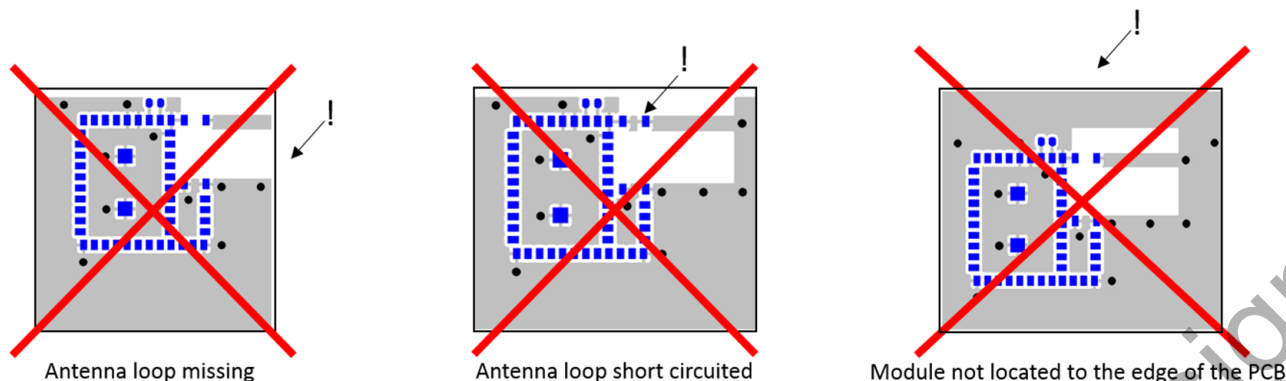 !
!
!
Antenna loop missing
Antenna loop short circuited
Module not located to the edge of the PCB